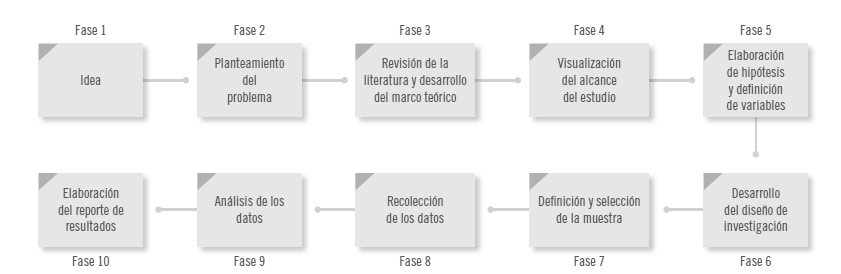 Fase 1
Idea
Fase 2
Planteamiento
del
problema
Fase 3
Revisión de la
literatura y desarrollo
del marco teórico
Fase 4
Visualización
del alcance
del estudio
Fase 5
Elaboración
de hipótesis
y definición
de variables
Desarrollo
del diseño de
investigación
Fase 6
Definición y selección
de la muestra
Fase 7
Recolección
de los datos
Fase 8
Análisis de los
datos
Fase 9
Elaboración
del reporte de
resultados
Fase 10